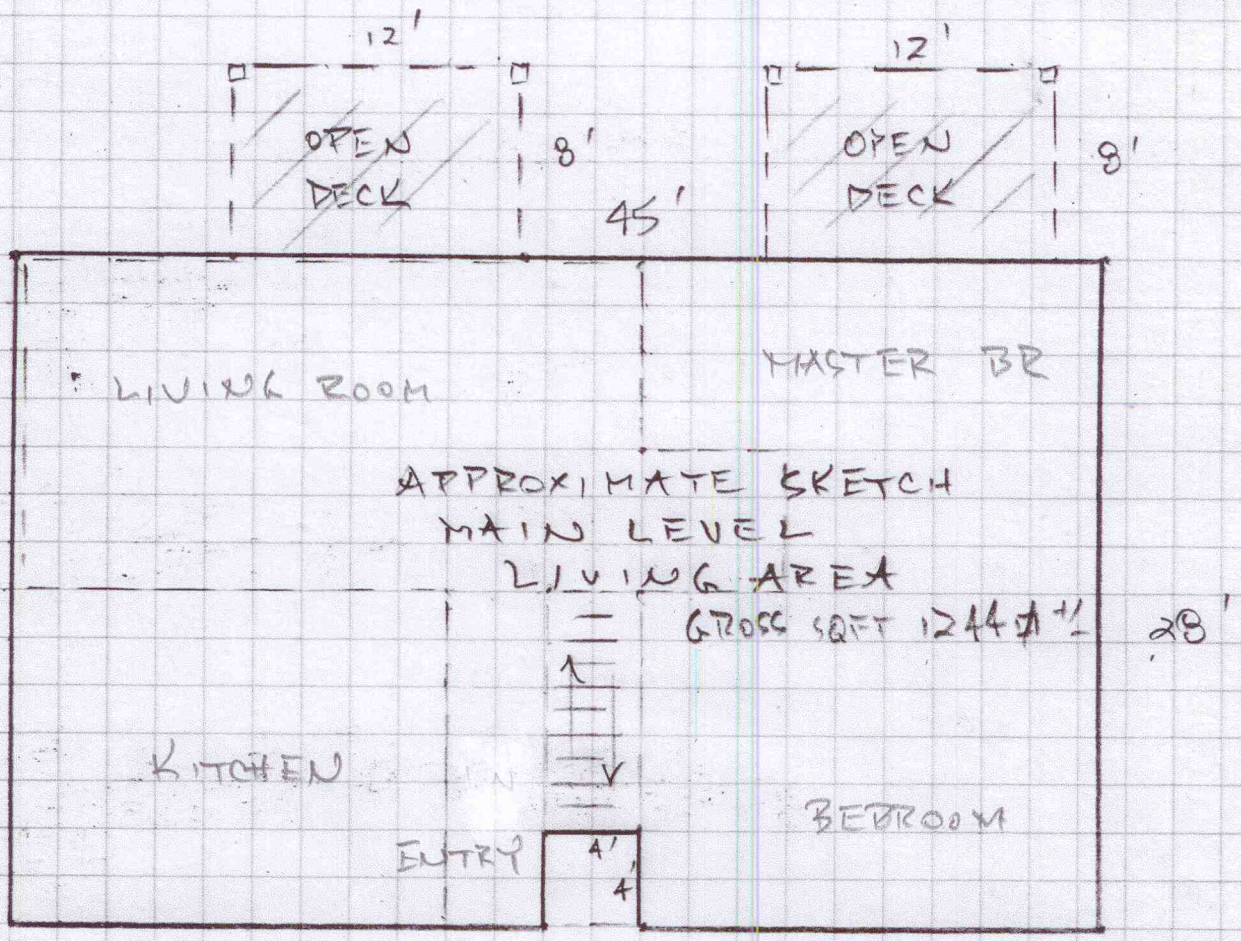 12'
12'
OPEN
DECK
8'
OPEN
DECK
8'
45'
LIVING ROOM
MASTER BR
APPROXIMATE SKETCH
MAIN LEVEL
LIVING AREA
GROSS SQFT 1244
28'
KITCHEN
BEDROOM
ENTRY
4'
4'